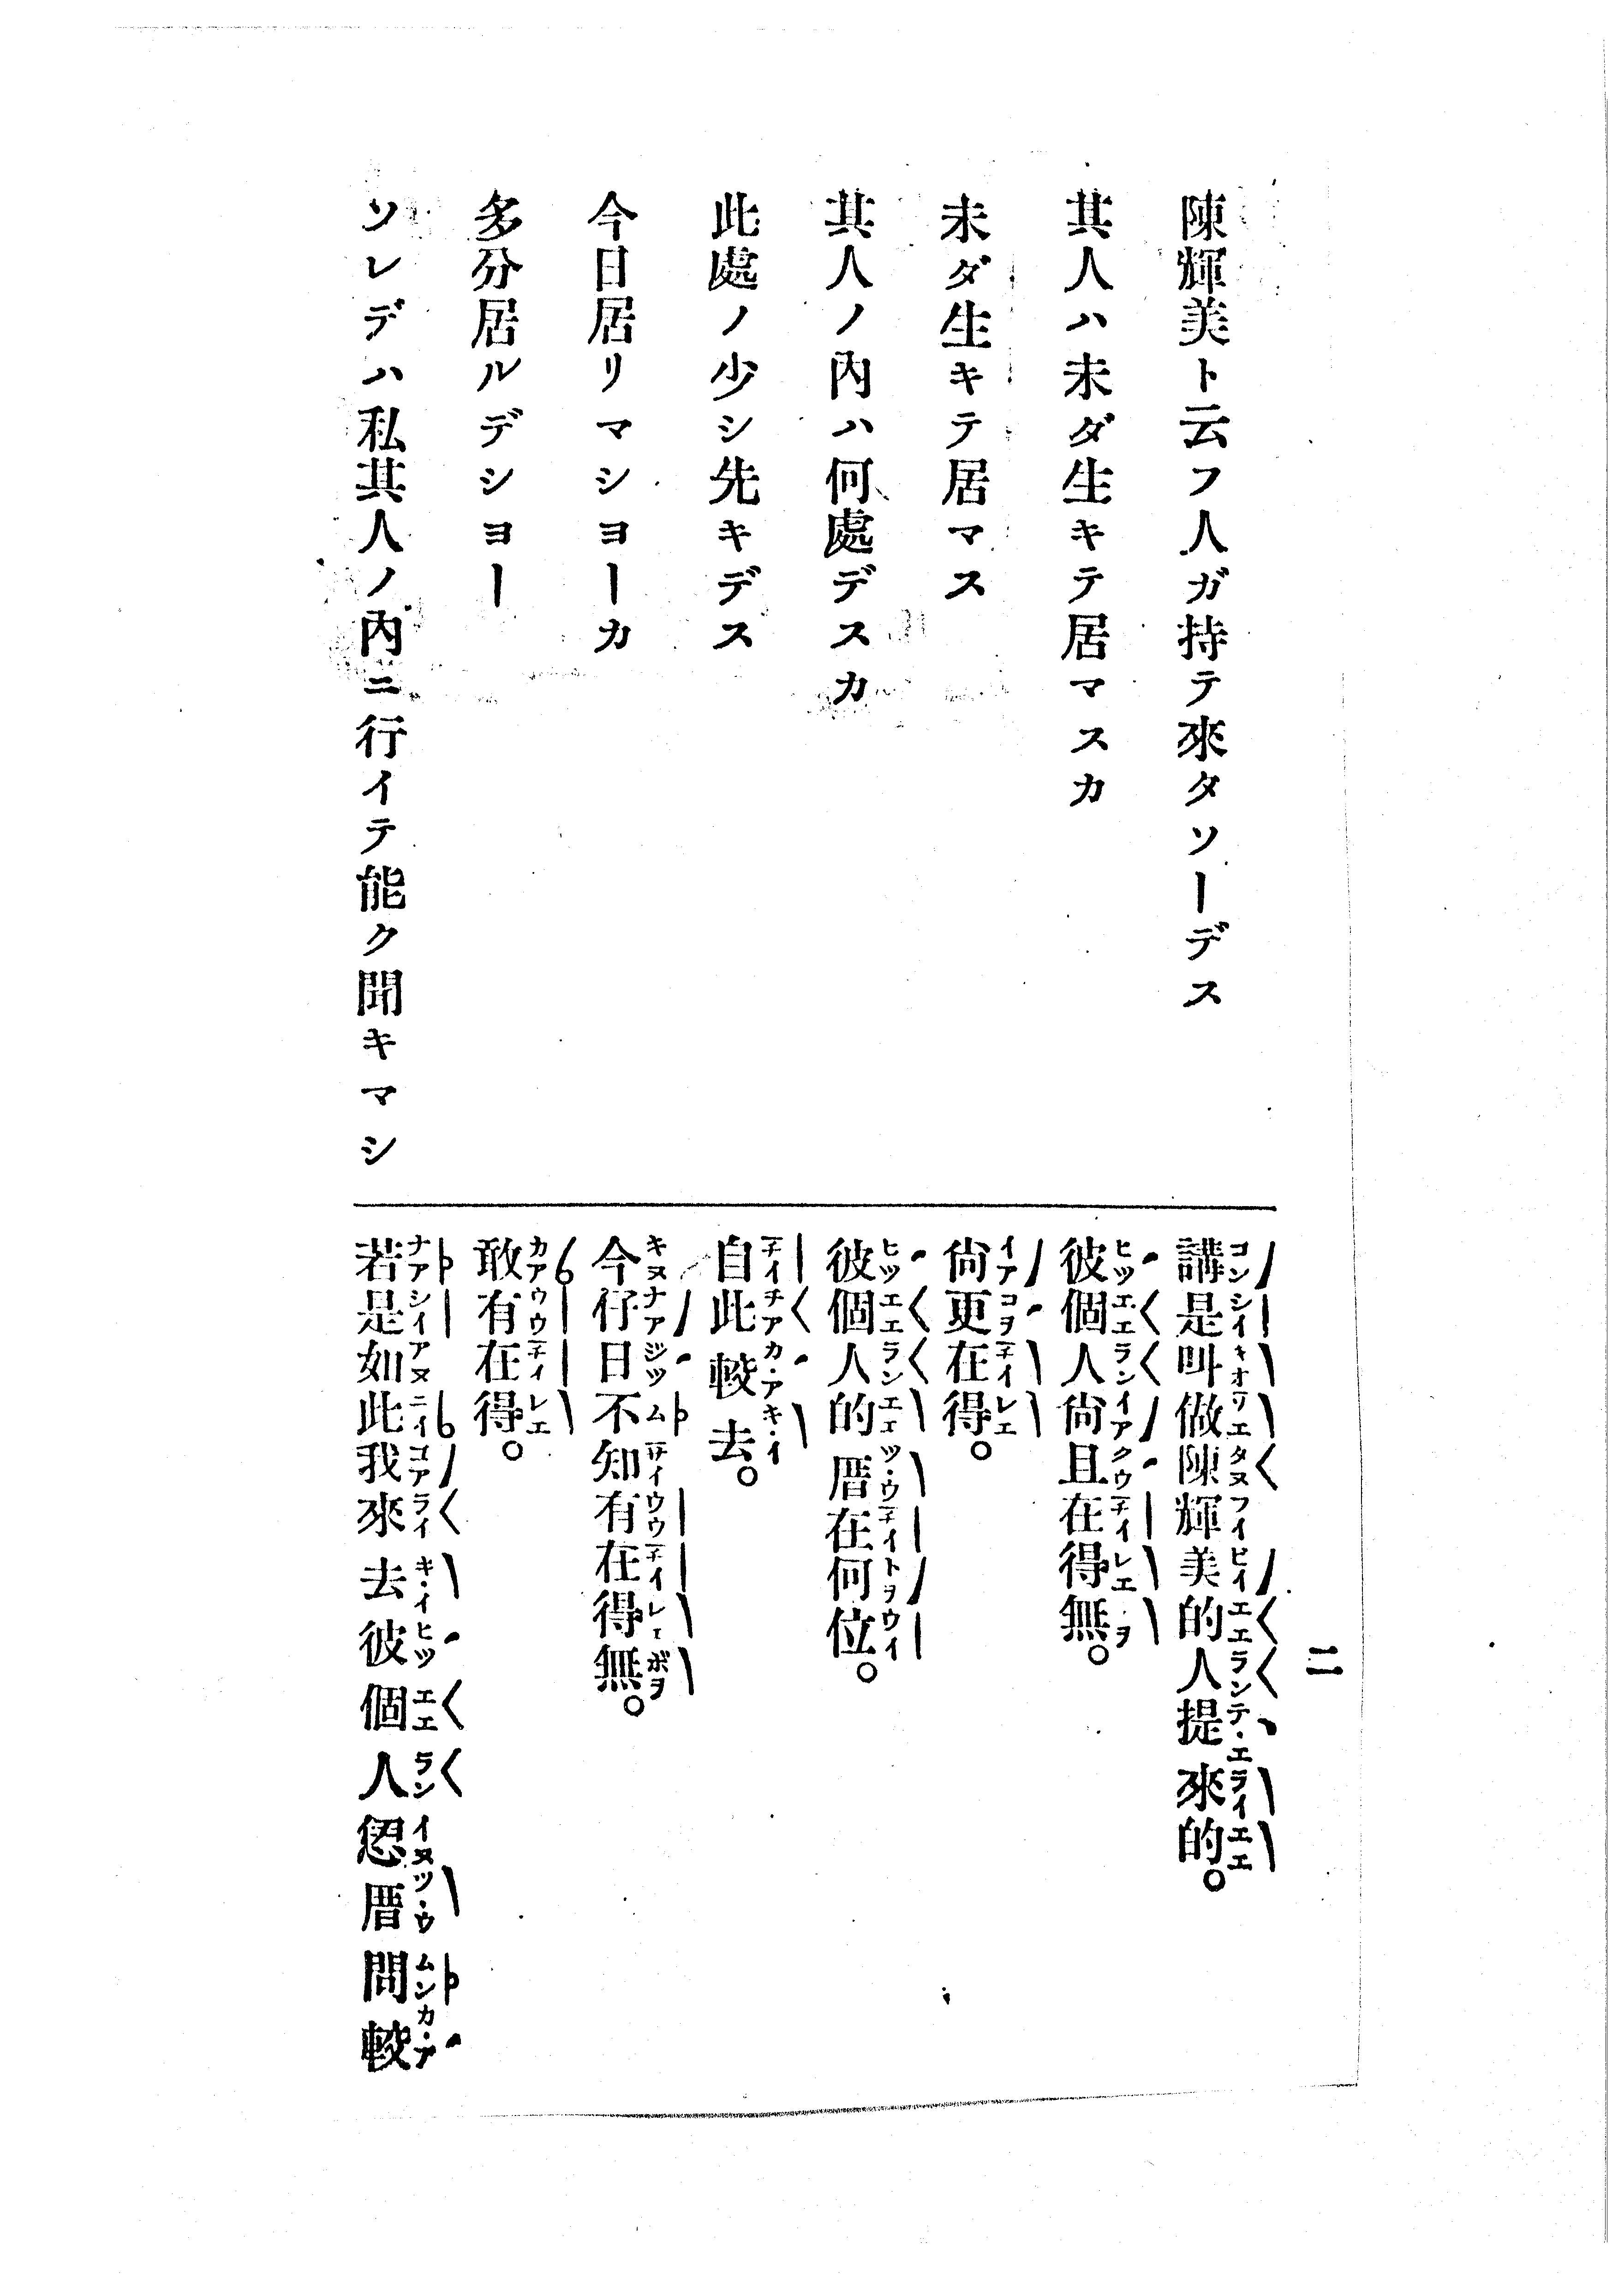 二
陳輝美ト云フ人ガ持テ來タソーデス
其人ハ未ダ生キテ居マスカ
未ダ生キテ居マス
其人ノ內ハ何處デスカ
此處ノ少シ先キデス
今日居リマシヨーカ
多分居ルデシヨー
ソレデハ私其人ノ內ニ行イテ能ク聞キマシ
講是叫做陳輝美的人提來的。
彼個人尙且在得無。
尙更在得。
彼個人的厝在何位。
自此較去。
今仔日不知有在得無。
敢有在得。
若是如此我來去彼個人恖厝問較